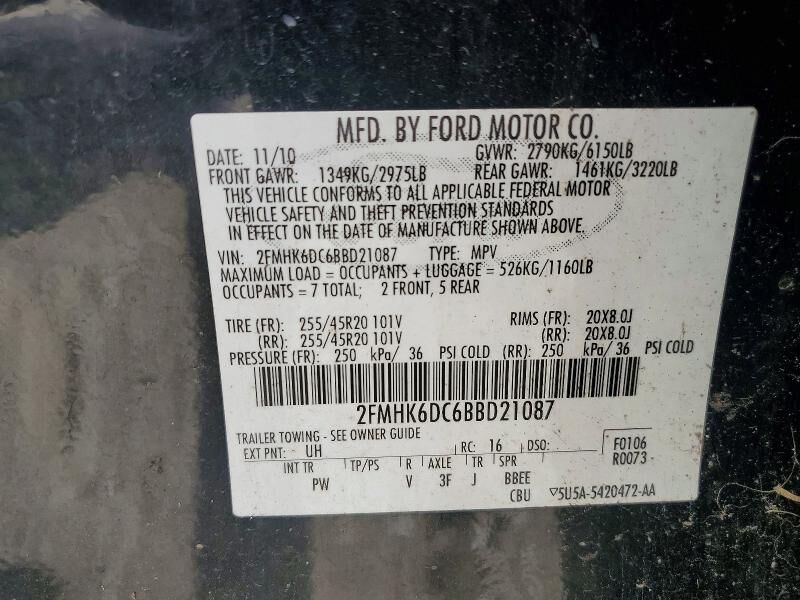 MFD. BY FORD MOTOR CO.
DATE: 11/10 GVWR: 2790KG/6150LB
FRONT GAWR: 1349KG/2975LB REAR GAWR: 1461KG/3220LB
THIS VEHICLE CONFORMS TO ALL APPLICABLE FEDERAL MOTOR
VEHICLE SAFETY AND THEFT PREVENTION STANDARDS
IN EFFECT ON THE DATE OF MANUFACTURE SHOWN ABOVE.
VIN: 2FMHK6DC6BBD21087 TYPE: MPV
MAXIMUM LOAD = OCCUPANTS + LUGGAGE = 526KG/1160LB
OCCUPANTS = 7 TOTAL; 2 FRONT, 5 REAR
TIRE (FR): 255/45R20 101V RIMS (FR): 20X8.0J
(RR): 255/45R20 101V (RR): 20X8.0J
PRESSURE (FR): 250 kPa/ 36 PSI COLD (RR): 250 kPa/ 36 PSI COLD
2FMHK6DC6BBD21087
TRAILER TOWING - SEE OWNER GUIDE
EXT PNT: UH RC: 16 DSO: F0106
R0073
INT TR TP/PS R AXLE TR SPR
PW V 3F J BBEE
CBU ▽5U5A-5420472-AA